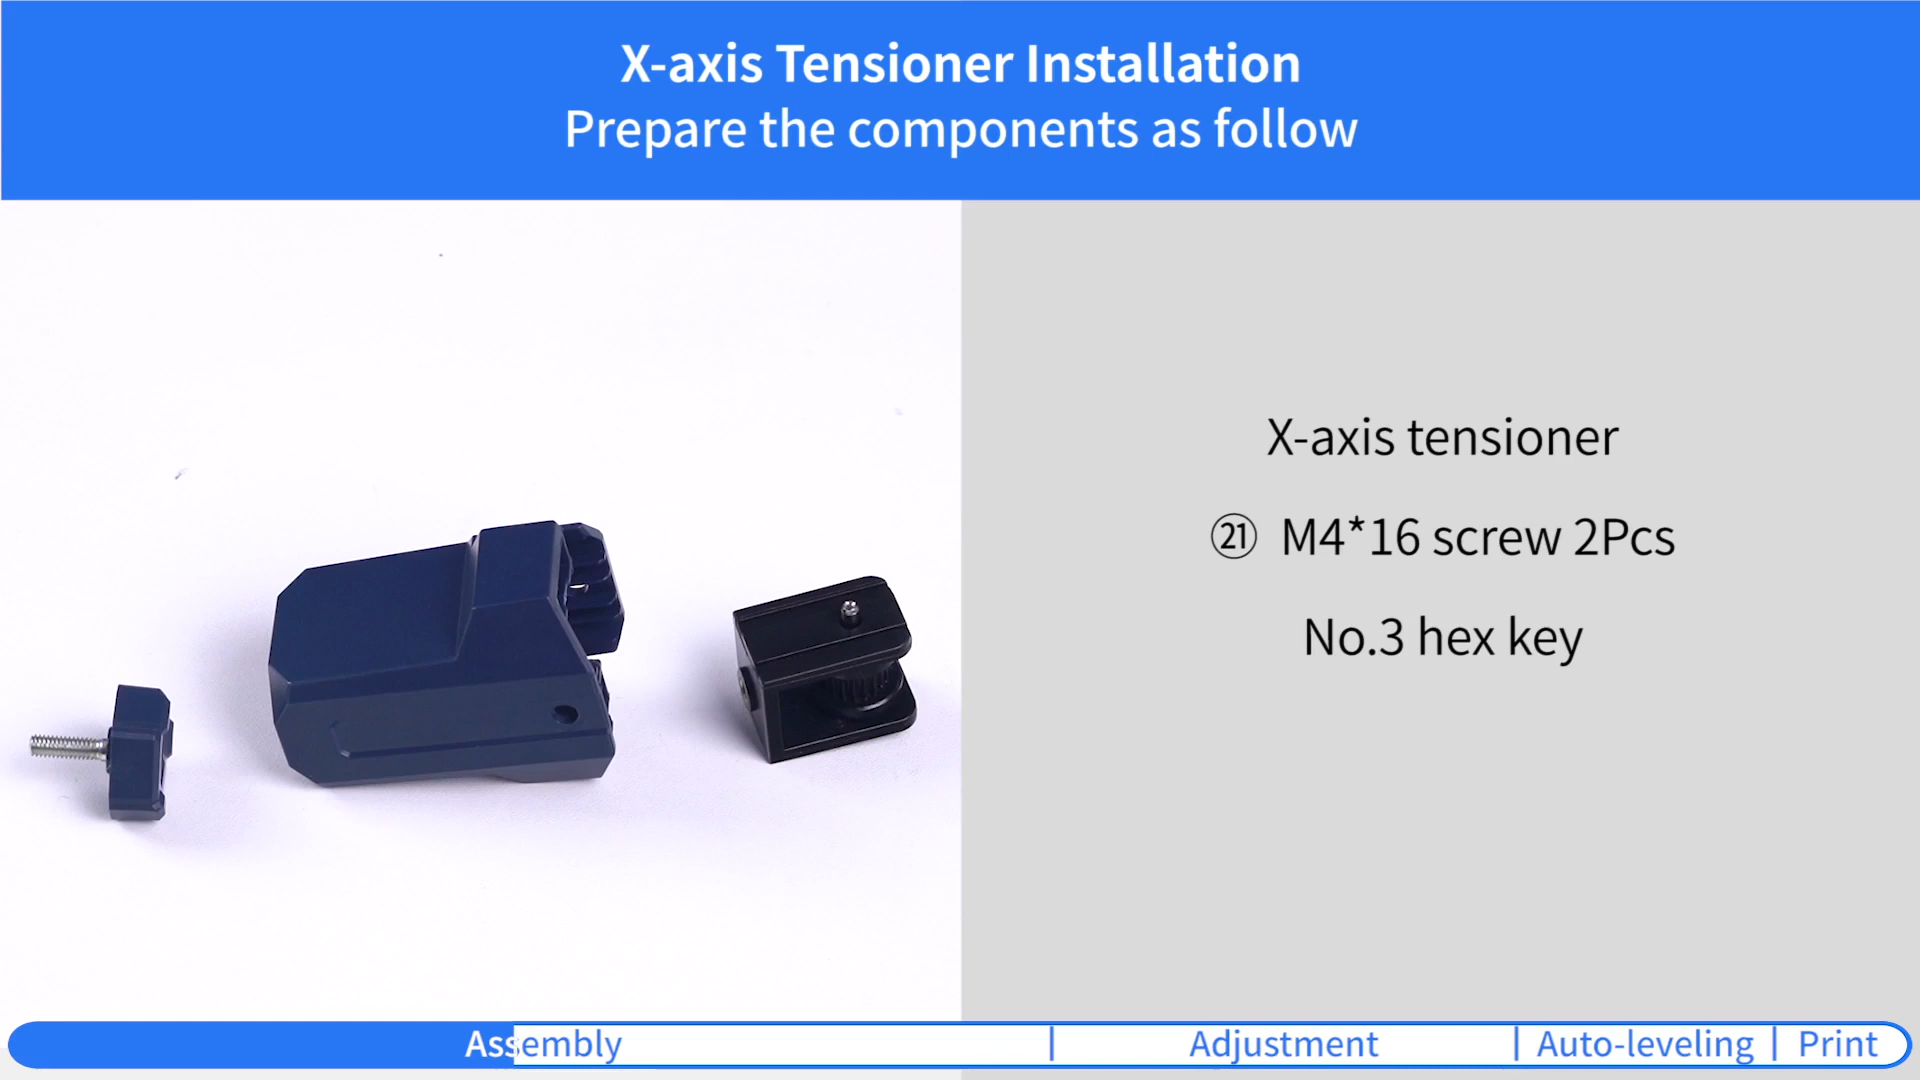 X-axis Tensioner Installation
Prepare the components as follow
X-axis tensioner
㉑ M4*16 screw 2Pcs
No.3 hex key
Assembly | Adjustment | Auto-leveling | Print